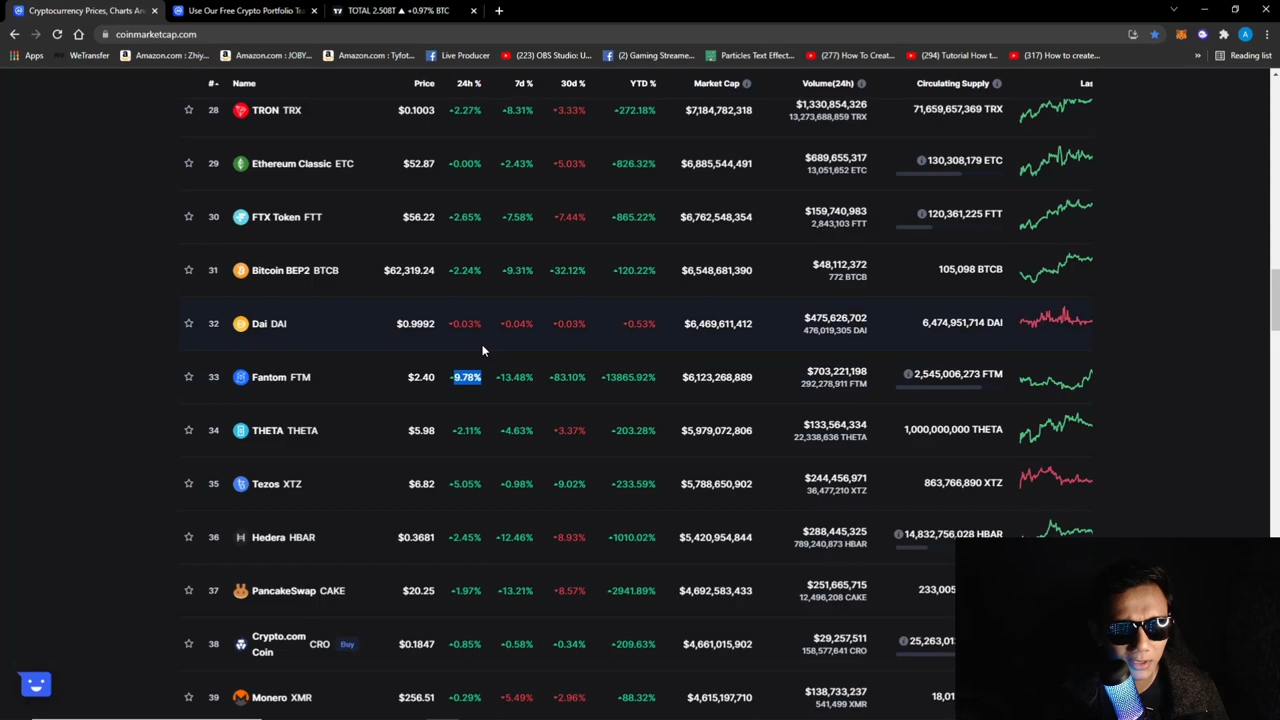 Cryptocurrency Prices, Charts An
Use Our Free Crypto Portfolio Tra
TOTAL 2.508T ▲ +0.97% BTC
coinmarketcap.com
Apps
WeTransfer
Amazon.com : Zhiy...
Amazon.com : JOBY...
Amazon.com : Tyfot...
Live Producer
(223) OBS Studio: U...
(2) Gaming Streame...
Particles Text Effect...
(277) How To Creat...
(294) Tutorial How t...
(317) How to create...
»
Reading list
# Name Price 24h % 7d % 30d % YTD % Market Cap Volume(24h) Circulating Supply Las
28 TRON TRX $0.1003 2.27% 8.31% 3.33% 272.18% $7,184,782,318 $1,330,854,326 71,659,657,369 TRX
13,273,688,859 TRX
29 Ethereum Classic ETC $52.87 0.00% 2.43% 5.03% 826.32% $6,885,544,491 $689,655,317 130,308,179 ETC
13,051,652 ETC
30 FTX Token FTT $56.22 2.65% 7.58% 7.44% 865.22% $6,762,548,354 $159,740,983 120,361,225 FTT
2,843,103 FTT
31 Bitcoin BEP2 BTCB $62,319.24 2.24% 9.31% 32.12% 120.22% $6,548,681,390 $48,112,372 105,098 BTCB
772 BTCB
32 Dai DAI $0.9992 0.03% 0.04% 0.03% 0.53% $6,469,611,412 $475,626,702 6,474,951,714 DAI
476,019,305 DAI
33 Fantom FTM $2.40 9.78% 13.48% 83.10% 13865.92% $6,123,268,889 $703,221,198 2,545,006,273 FTM
292,278,911 FTM
34 THETA THETA $5.98 2.11% 4.63% 3.37% 203.28% $5,979,072,806 $133,564,334 1,000,000,000 THETA
22,338,636 THETA
35 Tezos XTZ $6.82 5.05% 0.98% 9.02% 233.59% $5,788,650,902 $244,456,971 863,766,890 XTZ
36,477,210 XTZ
36 Hedera HBAR $0.3681 2.45% 12.46% 8.93% 1010.02% $5,420,954,844 $288,445,325 14,832,756,028 HBAR
789,240,873 HBAR
37 PancakeSwap CAKE $20.25 1.97% 13.21% 8.57% 2941.89% $4,692,583,433 $251,665,715 233,005
12,496,208 CAKE
38 Crypto.com Coin CRO Buy $0.1847 0.85% 0.58% 0.34% 209.63% $4,661,015,902 $29,257,511 25,263,01
158,577,641 CRO
39 Monero XMR $256.51 0.29% 5.49% 2.96% 88.32% $4,615,197,710 $138,733,237 18,01
541,499 XMR